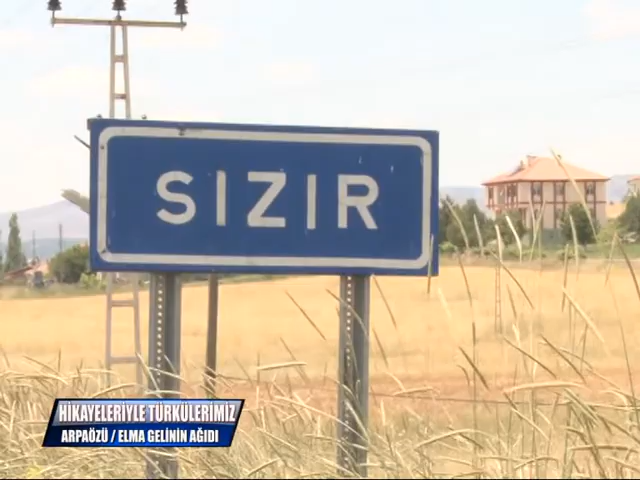 SIZIR
HİKAYELERİYLE TÜRKÜLERİMİZ
ARPAÖZÜ / ELMA GELİNİN AĞIDI